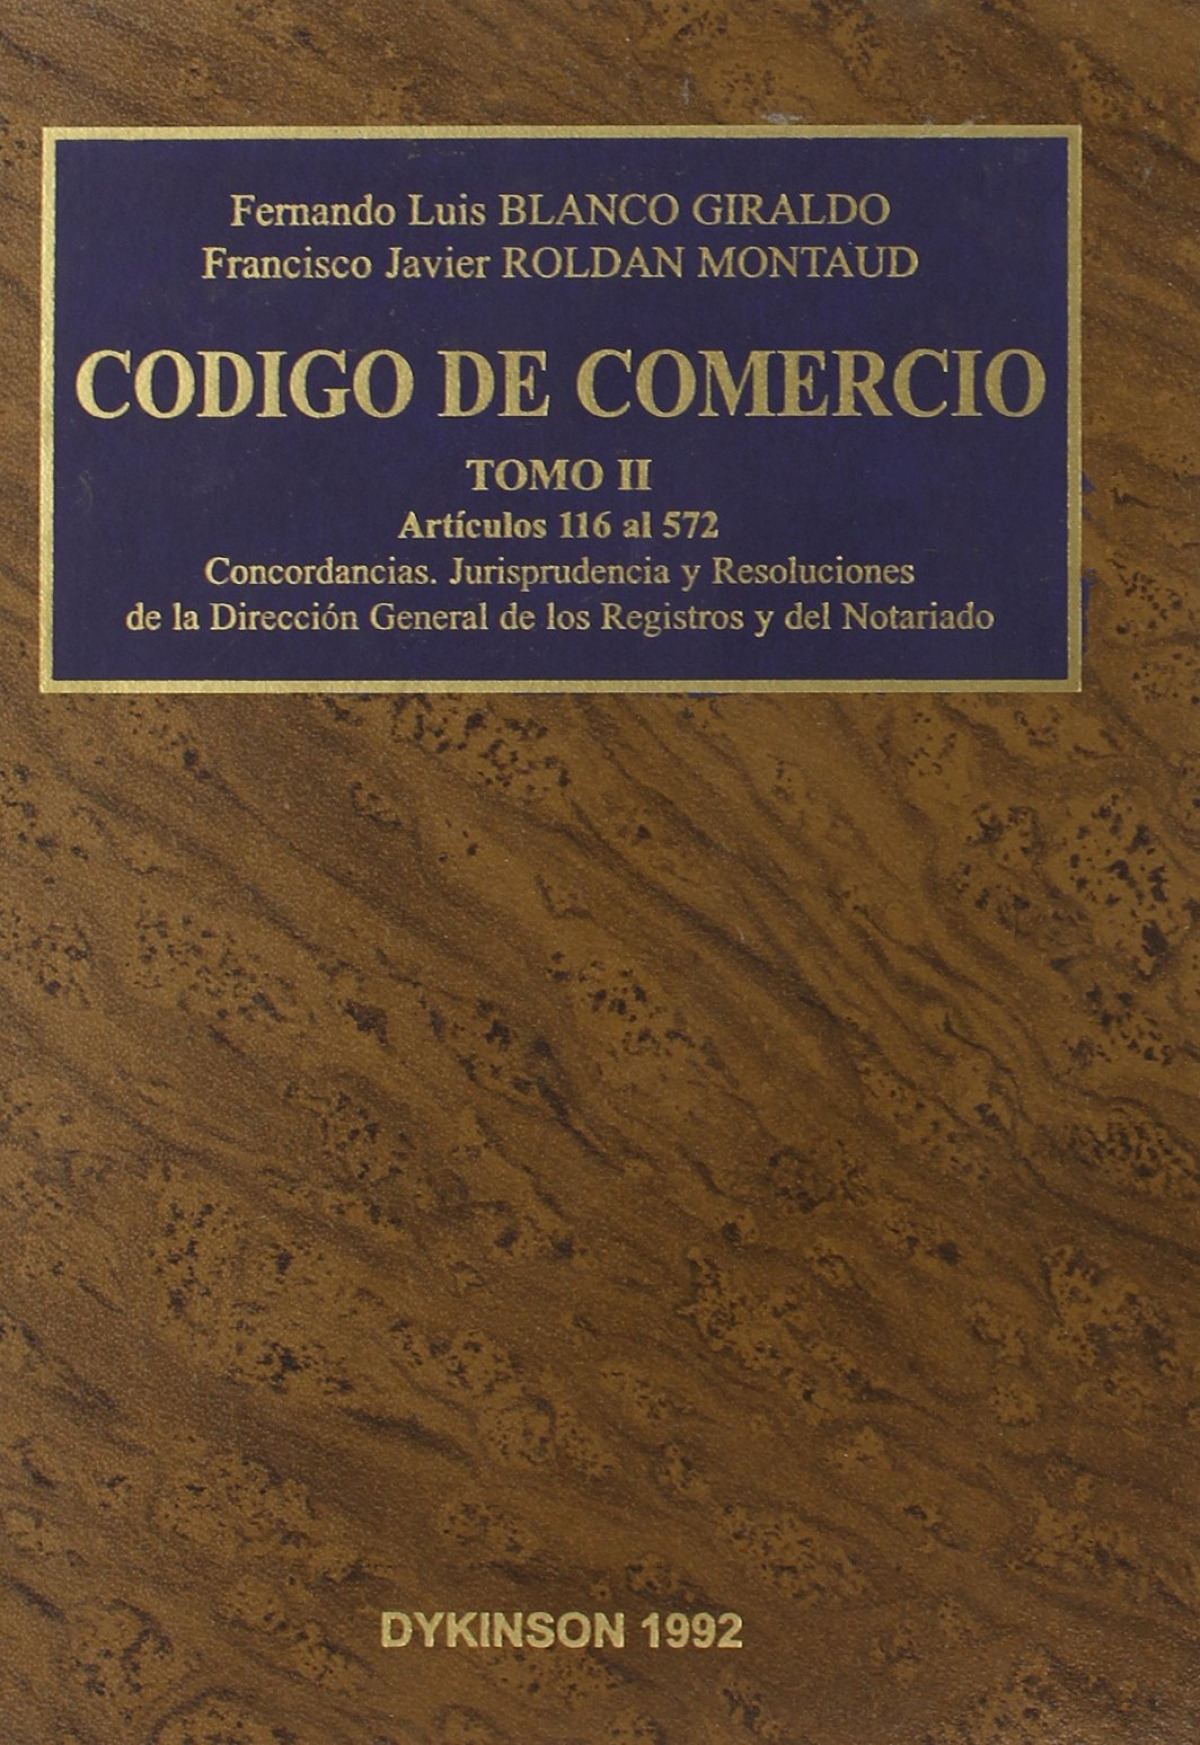 Fernando Luis BLANCO GIRALDO
Francisco Javier ROLDAN MONTAUD
CODIGO DE COMERCIO
TOMO II
Artículos 116 al 572
Concordancias. Jurisprudencia y Resoluciones
de la Dirección General de los Registros y del Notariado
DYKINSON 1992